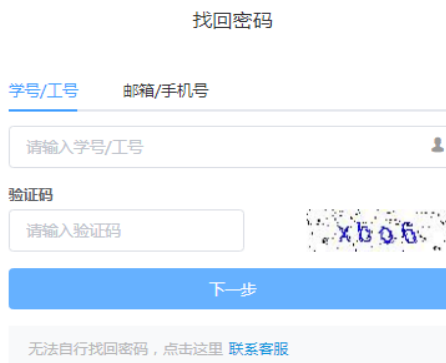 找回密码
学号/工号 邮箱/手机号
请输入学号/工号
验证码
请输入验证码 xbo6
下一步
无法自行找回密码，点击这里 联系客服